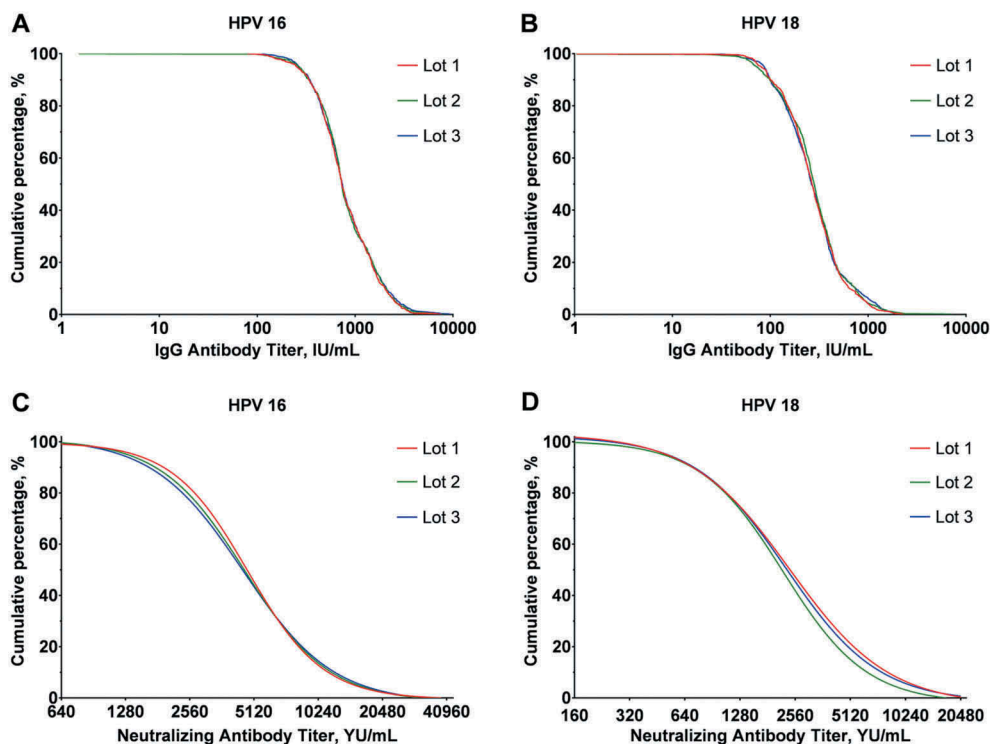 A
HPV 16
Cumulative percentage, %
100
80
60
40
20
0
1
10
100
1000
10000
IgG Antibody Titer, IU/mL
Lot 1
Lot 2
Lot 3
B
HPV 18
Cumulative percentage, %
100
80
60
40
20
0
1
10
100
1000
10000
IgG Antibody Titer, IU/mL
Lot 1
Lot 2
Lot 3
C
HPV 16
Cumulative percentage, %
100
80
60
40
20
0
640
1280
2560
5120
10240
20480
40960
Neutralizing Antibody Titer, YU/mL
Lot 1
Lot 2
Lot 3
D
HPV 18
Cumulative percentage, %
100
80
60
40
20
0
160
320
640
1280
2560
5120
10240
20480
Neutralizing Antibody Titer, YU/mL
Lot 1
Lot 2
Lot 3